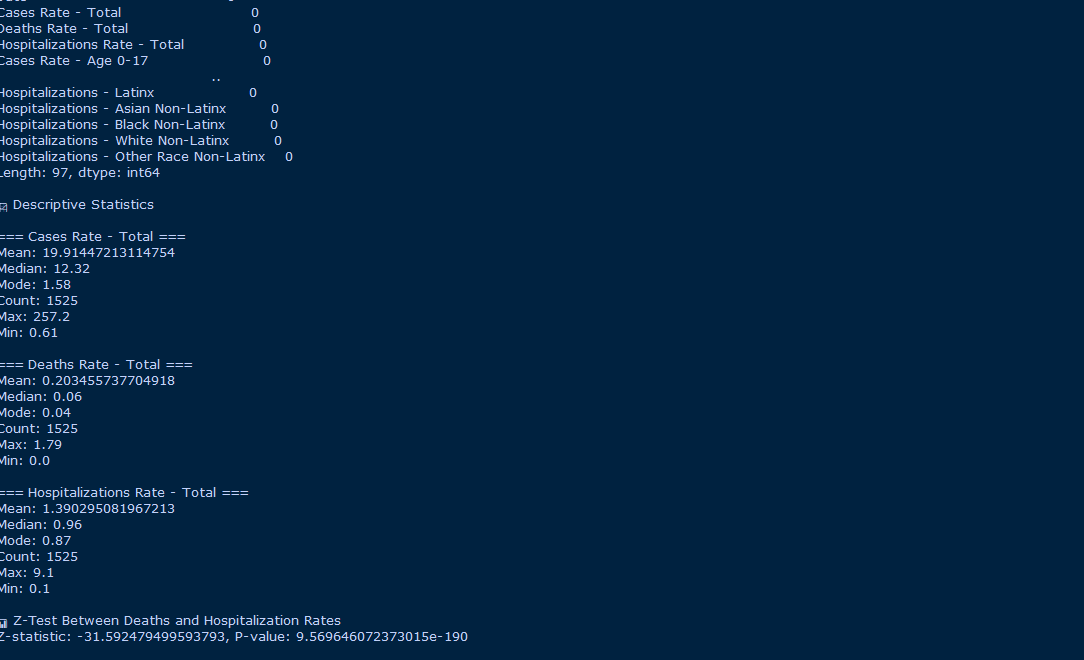 Cases Rate - Total 0
Deaths Rate - Total 0
Hospitalizations Rate - Total 0
Cases Rate - Age 0-17 0
..
Hospitalizations - Latinx 0
Hospitalizations - Asian Non-Latinx 0
Hospitalizations - Black Non-Latinx 0
Hospitalizations - White Non-Latinx 0
Hospitalizations - Other Race Non-Latinx 0
Length: 97, dtype: int64
Descriptive Statistics
=== Cases Rate - Total ===
Mean: 19.91447213114754
Median: 12.32
Mode: 1.58
Count: 1525
Max: 257.2
Min: 0.61
=== Deaths Rate - Total ===
Mean: 0.203455737704918
Median: 0.06
Mode: 0.04
Count: 1525
Max: 1.79
Min: 0.0
=== Hospitalizations Rate - Total ===
Mean: 1.390295081967213
Median: 0.96
Mode: 0.87
Count: 1525
Max: 9.1
Min: 0.1
Z-Test Between Deaths and Hospitalization Rates
Z-statistic: -31.592479499593793, P-value: 9.569646072373015e-190